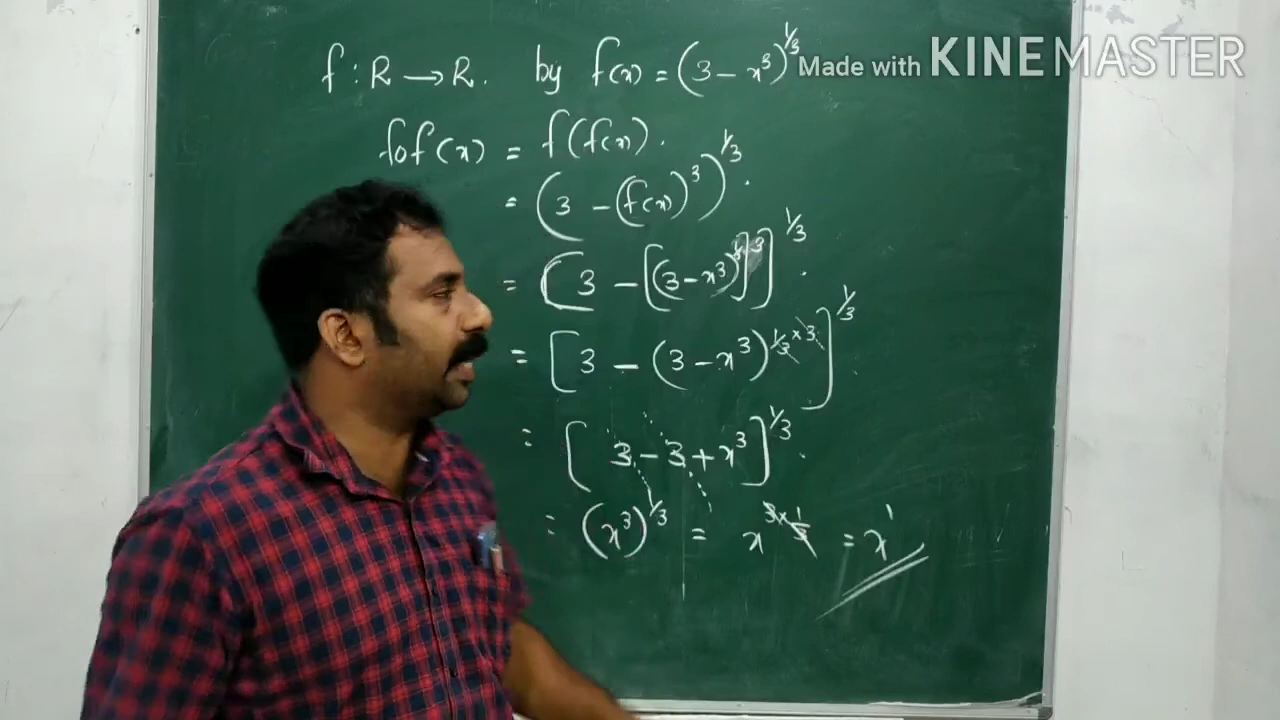 f : R → R. by f(x) = (3 - x³)^1/3
Made with KINEMASTER
fof(x) = f(f(x).
= (3 - (f(x))³)^1/3.
= [3 - [(3 - x³)^1/3]³]^1/3.
= [3 - (3 - x³)^1/3 × 3]^1/3.
= [3 - 3 + x³]^1/3.
= (x³)^1/3 = x^3×1/3 = x^1